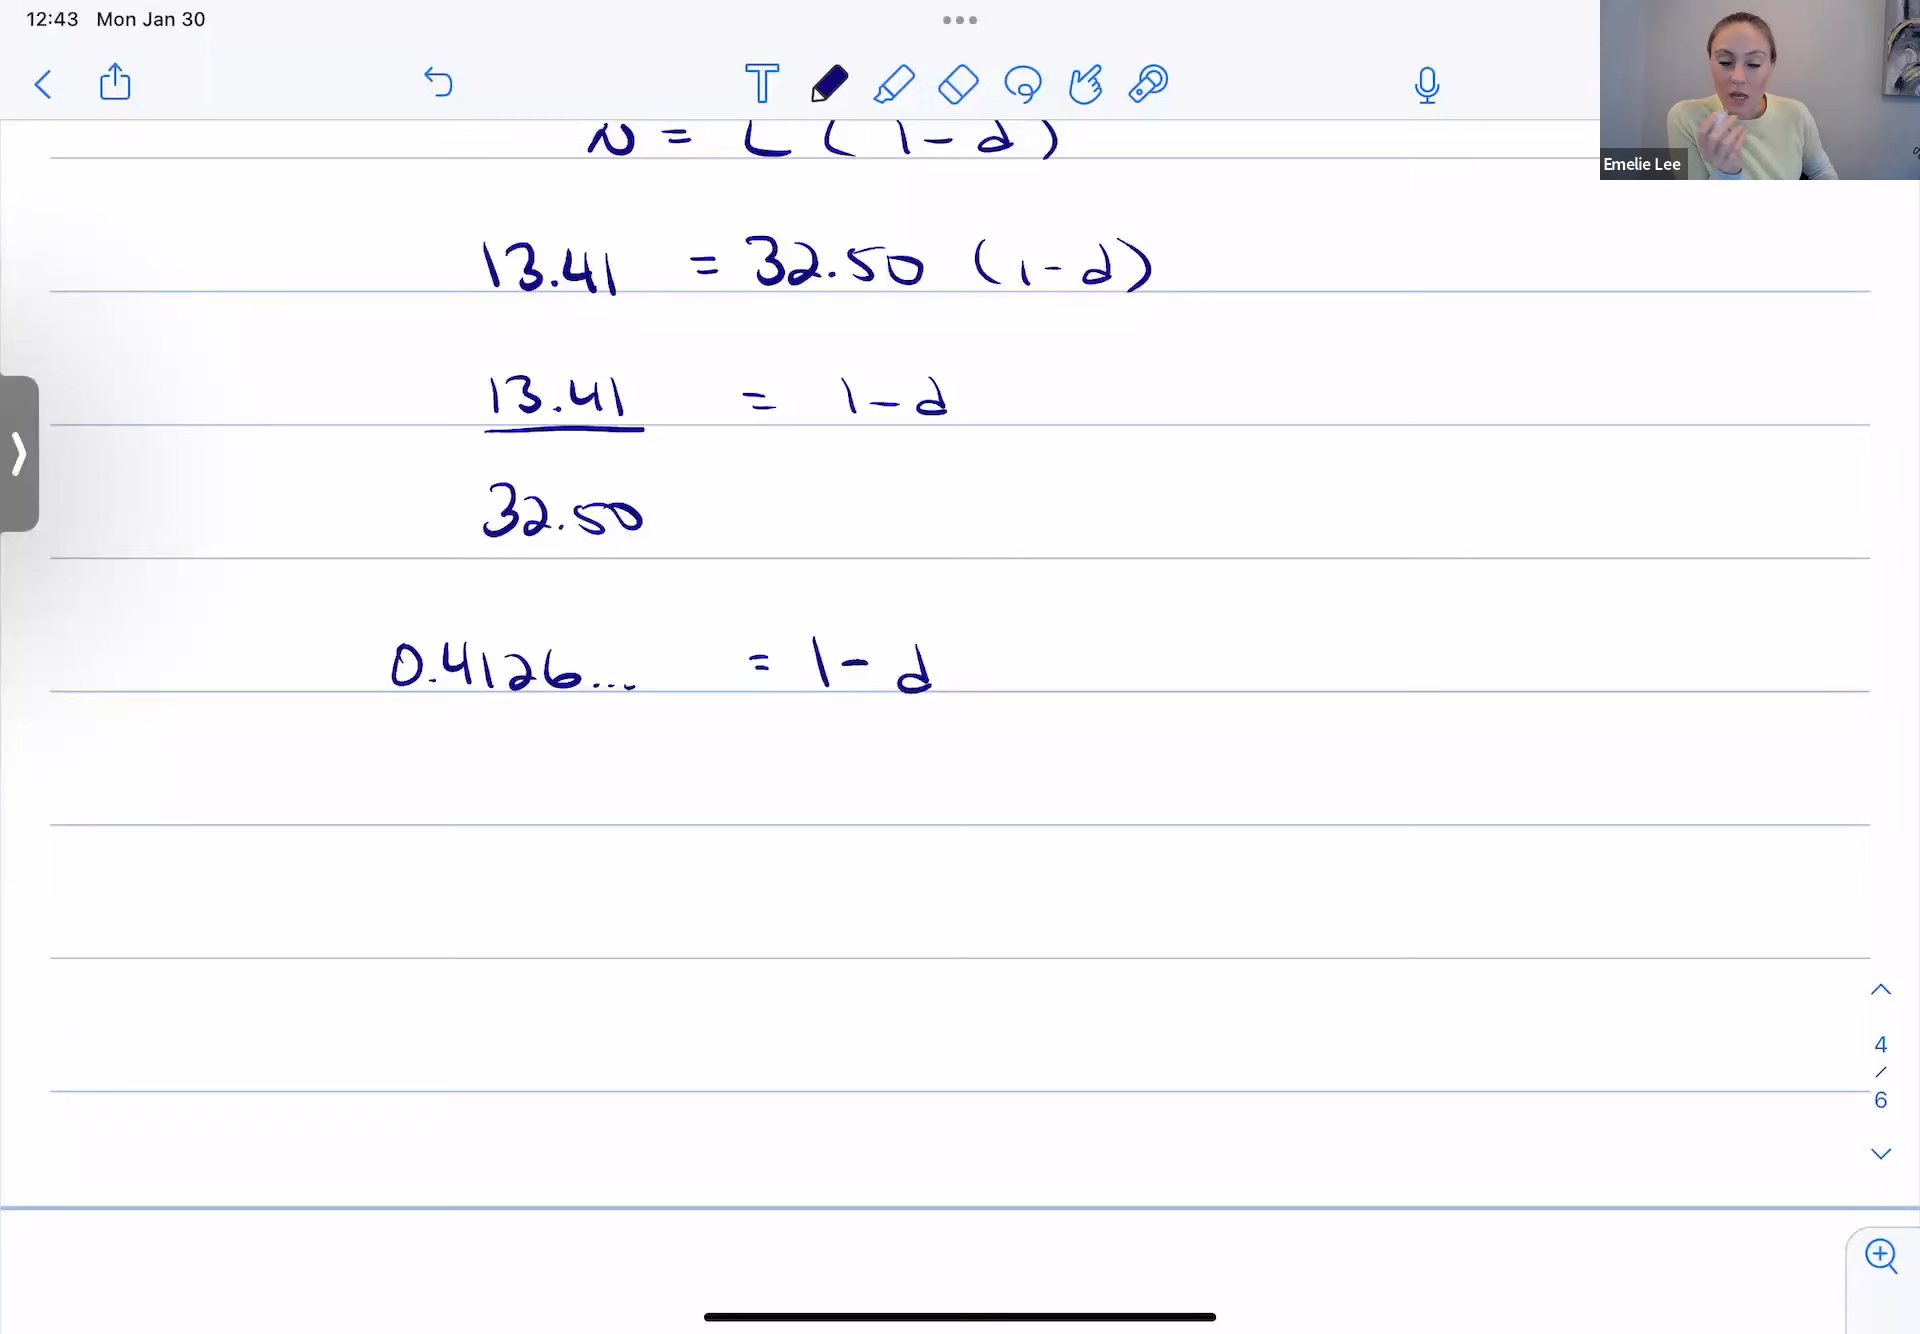 12:43 Mon Jan 30
T
Emelie Lee
N = L ( 1 - d )
13.41 = 32.50 (1 - d)
13.41 = 1 - d
32.50
0.4126... = 1 - d
4
/
6